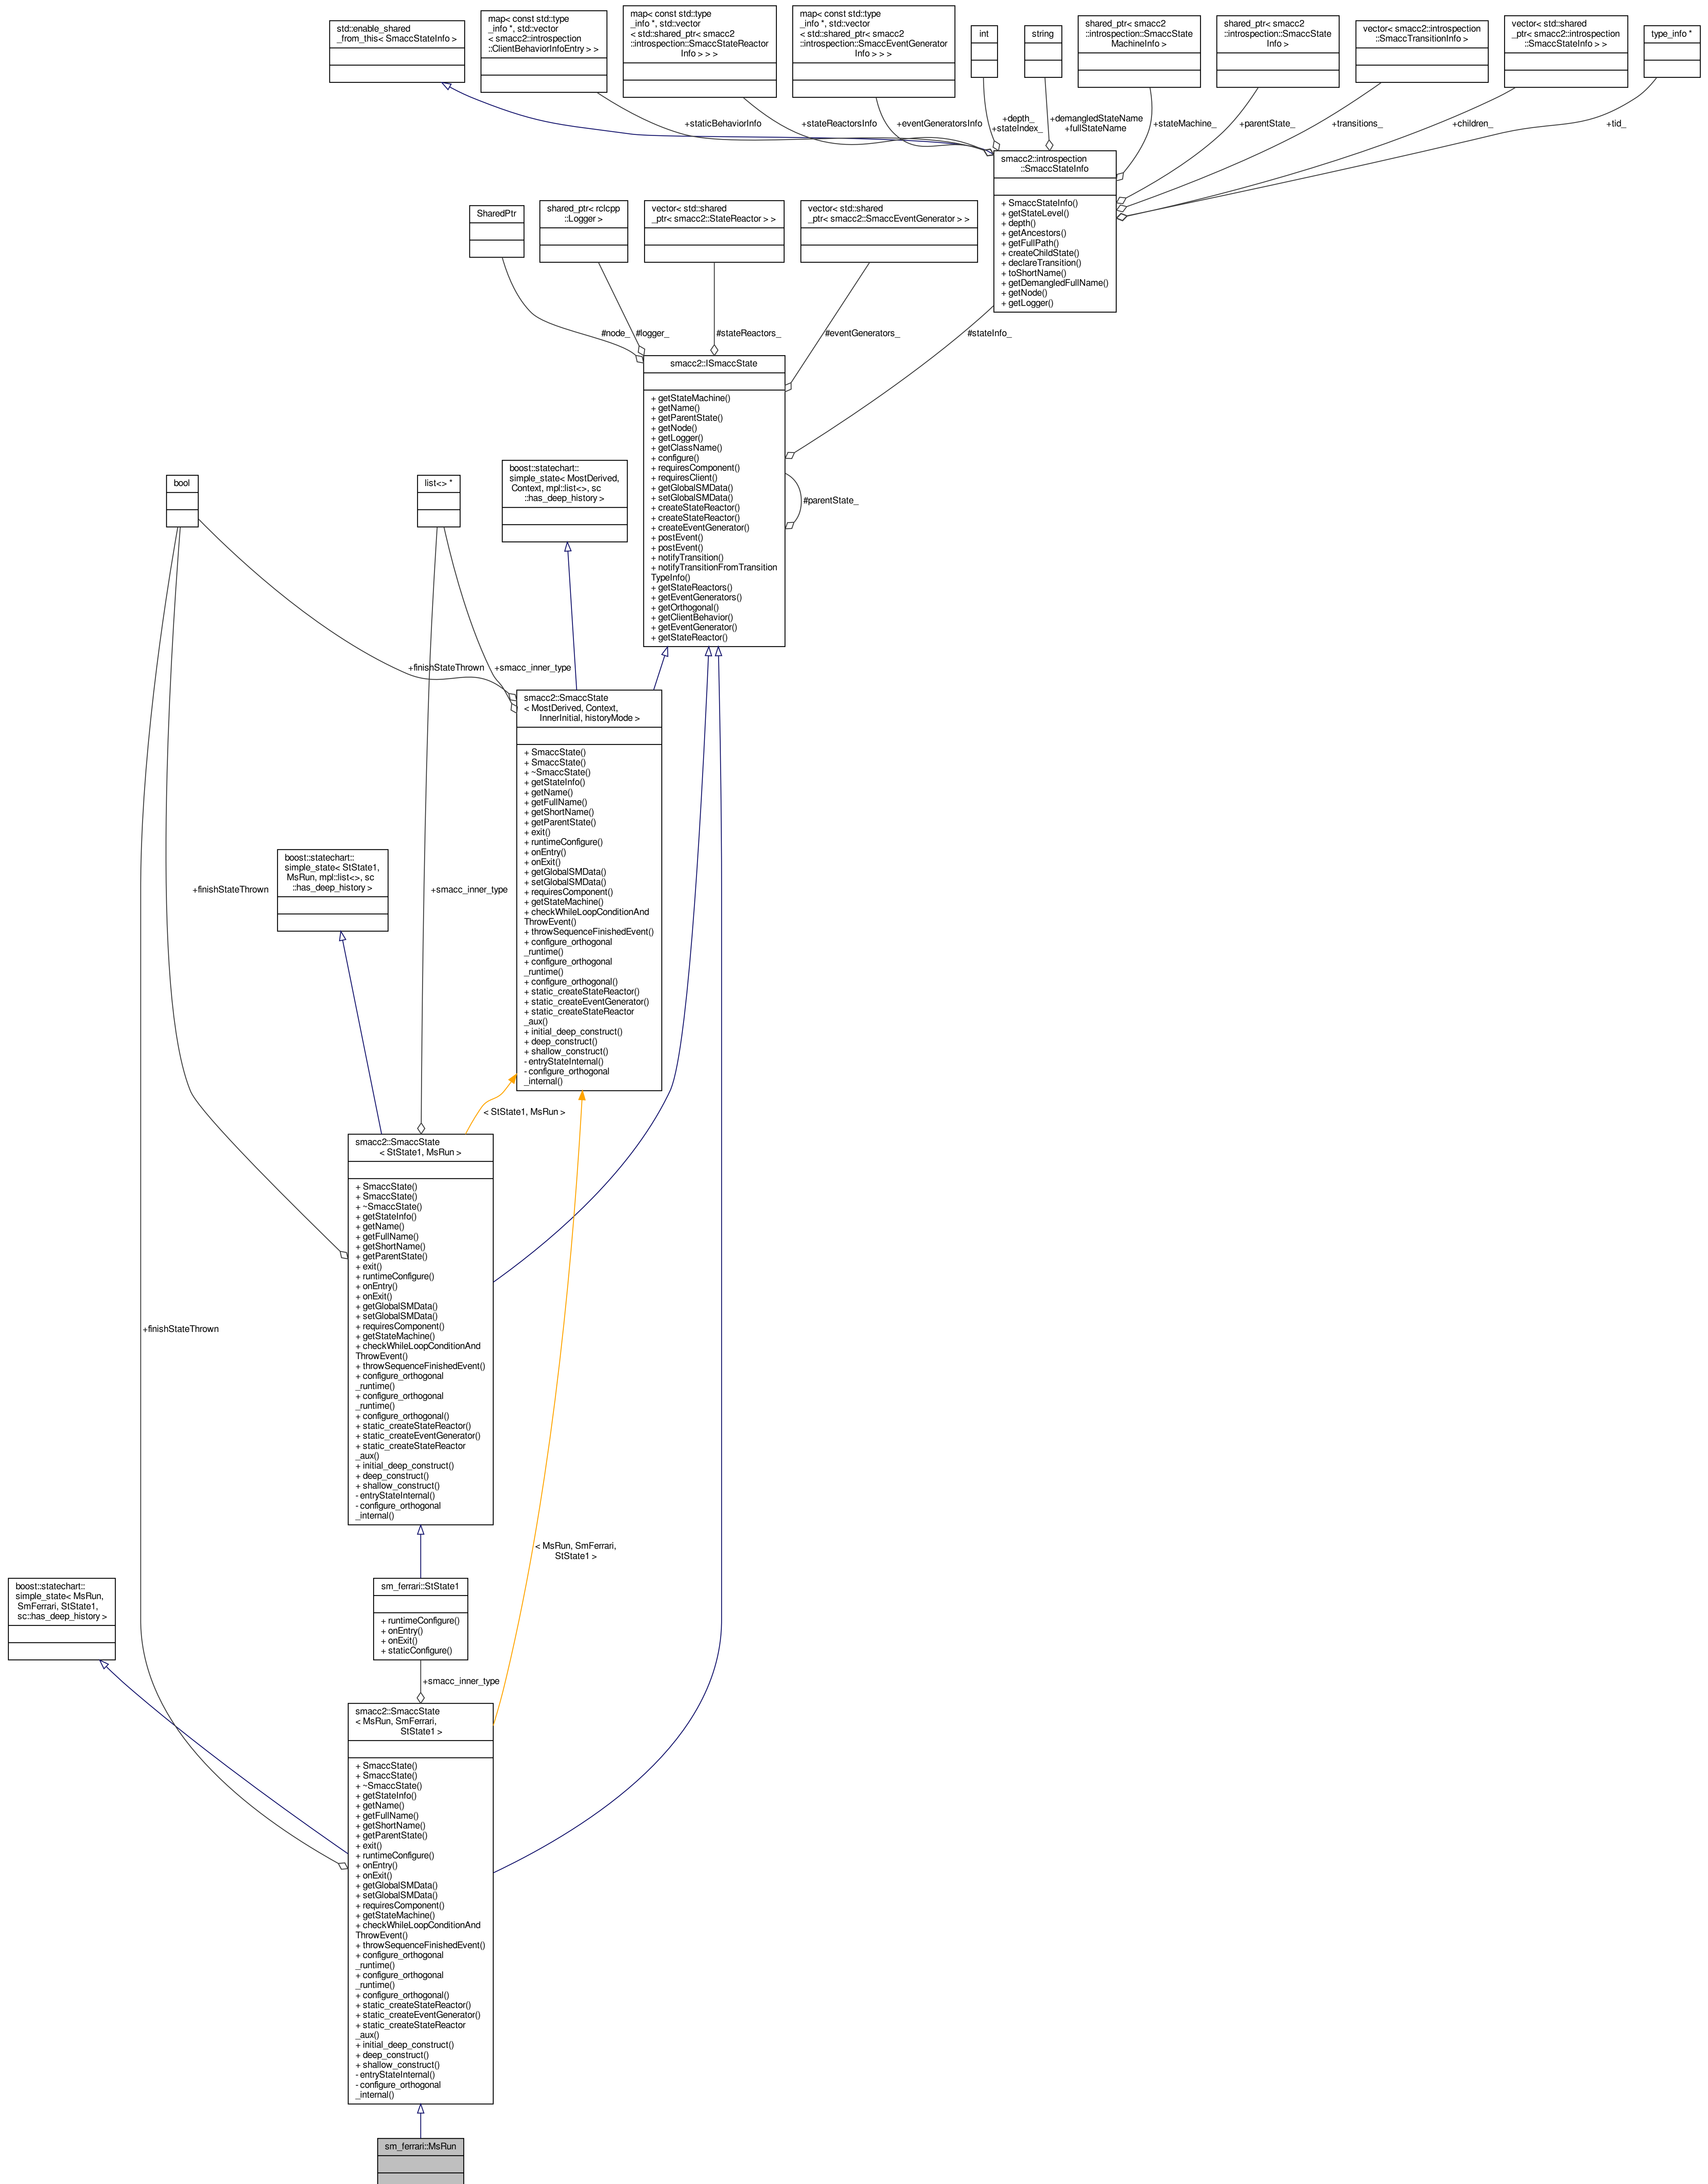 std::enable_shared
_from_this< SmaccStateInfo >
map< const std::type
_info *, std::vector
< smacc2::introspection
::ClientBehaviorInfoEntry > >
map< const std::type
_info *, std::vector
< std::shared_ptr< smacc2
::introspection::SmaccStateReactor
Info > > >
map< const std::type
_info *, std::vector
< std::shared_ptr< smacc2
::introspection::SmaccEventGenerator
Info > > >
int
string
shared_ptr< smacc2
::introspection::SmaccState
MachineInfo >
shared_ptr< smacc2
::introspection::SmaccState
Info >
vector< smacc2::introspection
::SmaccTransitionInfo >
vector< std::shared
_ptr< smacc2::introspection
::SmaccStateInfo > >
type_info *
+staticBehaviorInfo
+stateReactorsInfo
+eventGeneratorsInfo
+depth_
+stateIndex_
+demangledStateName
+fullStateName
+stateMachine_
+parentState_
+transitions_
+children_
+tid_
smacc2::introspection
::SmaccStateInfo
+ SmaccStateInfo()
+ getStateLevel()
+ depth()
+ getAncestors()
+ getFullPath()
+ createChildState()
+ declareTransition()
+ toShortName()
+ getDemangledFullName()
+ getNode()
+ getLogger()
SharedPtr
shared_ptr< rclcpp
::Logger >
vector< std::shared
_ptr< smacc2::StateReactor > >
vector< std::shared
_ptr< smacc2::SmaccEventGenerator > >
#node_
#logger_
#stateReactors_
#eventGenerators_
#stateInfo_
smacc2::ISmaccState
+ getStateMachine()
+ getName()
+ getParentState()
+ getNode()
+ getLogger()
+ getClassName()
+ configure()
+ requiresComponent()
+ requiresClient()
+ getGlobalSMData()
+ setGlobalSMData()
+ createStateReactor()
+ createStateReactor()
+ createEventGenerator()
+ postEvent()
+ postEvent()
+ notifyTransition()
+ notifyTransitionFromTransition
TypeInfo()
+ getStateReactors()
+ getEventGenerators()
+ getOrthogonal()
+ getClientBehavior()
+ getEventGenerator()
+ getStateReactor()
#parentState_
bool
list<> *
boost::statechart::
simple_state< MostDerived,
Context, mpl::list<>, sc
::has_deep_history >
+finishStateThrown
+smacc_inner_type
smacc2::SmaccState
< MostDerived, Context,
InnerInitial, historyMode >
+ SmaccState()
+ SmaccState()
+ ~SmaccState()
+ getStateInfo()
+ getName()
+ getFullName()
+ getShortName()
+ getParentState()
+ exit()
+ runtimeConfigure()
+ onEntry()
+ onExit()
+ getGlobalSMData()
+ setGlobalSMData()
+ requiresComponent()
+ getStateMachine()
+ checkWhileLoopConditionAnd
ThrowEvent()
+ throwSequenceFinishedEvent()
+ configure_orthogonal
_runtime()
+ configure_orthogonal
_runtime()
+ configure_orthogonal()
+ static_createStateReactor()
+ static_createEventGenerator()
+ static_createStateReactor
_aux()
+ initial_deep_construct()
+ deep_construct()
+ shallow_construct()
- entryStateInternal()
- configure_orthogonal
_internal()
boost::statechart::
simple_state< StState1,
MsRun, mpl::list<>, sc
::has_deep_history >
+finishStateThrown
+smacc_inner_type
< StState1, MsRun >
smacc2::SmaccState
< StState1, MsRun >
+ SmaccState()
+ SmaccState()
+ ~SmaccState()
+ getStateInfo()
+ getName()
+ getFullName()
+ getShortName()
+ getParentState()
+ exit()
+ runtimeConfigure()
+ onEntry()
+ onExit()
+ getGlobalSMData()
+ setGlobalSMData()
+ requiresComponent()
+ getStateMachine()
+ checkWhileLoopConditionAnd
ThrowEvent()
+ throwSequenceFinishedEvent()
+ configure_orthogonal
_runtime()
+ configure_orthogonal
_runtime()
+ configure_orthogonal()
+ static_createStateReactor()
+ static_createEventGenerator()
+ static_createStateReactor
_aux()
+ initial_deep_construct()
+ deep_construct()
+ shallow_construct()
- entryStateInternal()
- configure_orthogonal
_internal()
+finishStateThrown
< MsRun, SmFerrari,
StState1 >
boost::statechart::
simple_state< MsRun,
SmFerrari, StState1,
sc::has_deep_history >
sm_ferrari::StState1
+ runtimeConfigure()
+ onEntry()
+ onExit()
+ staticConfigure()
+smacc_inner_type
smacc2::SmaccState
< MsRun, SmFerrari,
StState1 >
+ SmaccState()
+ SmaccState()
+ ~SmaccState()
+ getStateInfo()
+ getName()
+ getFullName()
+ getShortName()
+ getParentState()
+ exit()
+ runtimeConfigure()
+ onEntry()
+ onExit()
+ getGlobalSMData()
+ setGlobalSMData()
+ requiresComponent()
+ getStateMachine()
+ checkWhileLoopConditionAnd
ThrowEvent()
+ throwSequenceFinishedEvent()
+ configure_orthogonal
_runtime()
+ configure_orthogonal
_runtime()
+ configure_orthogonal()
+ static_createStateReactor()
+ static_createEventGenerator()
+ static_createStateReactor
_aux()
+ initial_deep_construct()
+ deep_construct()
+ shallow_construct()
- entryStateInternal()
- configure_orthogonal
_internal()
sm_ferrari::MsRun